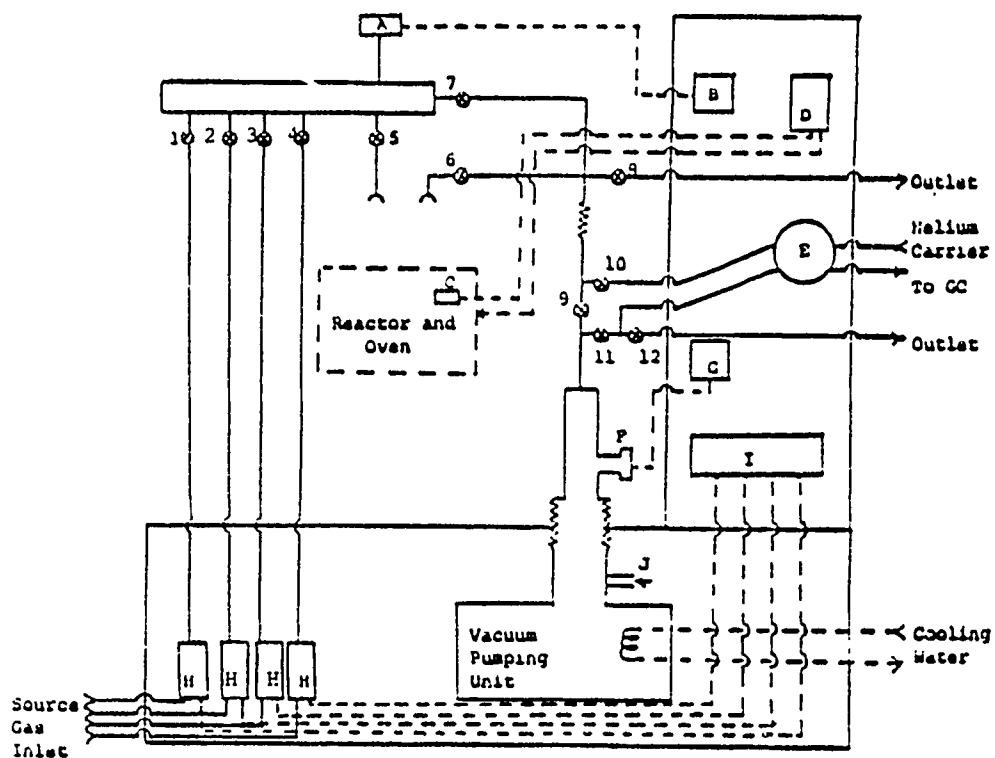 A
7
B
D
1
2
3
4
5
6
9
Outlet
Helium
Carrier
E
To GC
10
C
9
Reactor and
Oven
11
12
Outlet
G
F
I
J
Vacuum
Pumping
Unit
Cooling
Water
H
H
H
H
Source
Gas
Inlet